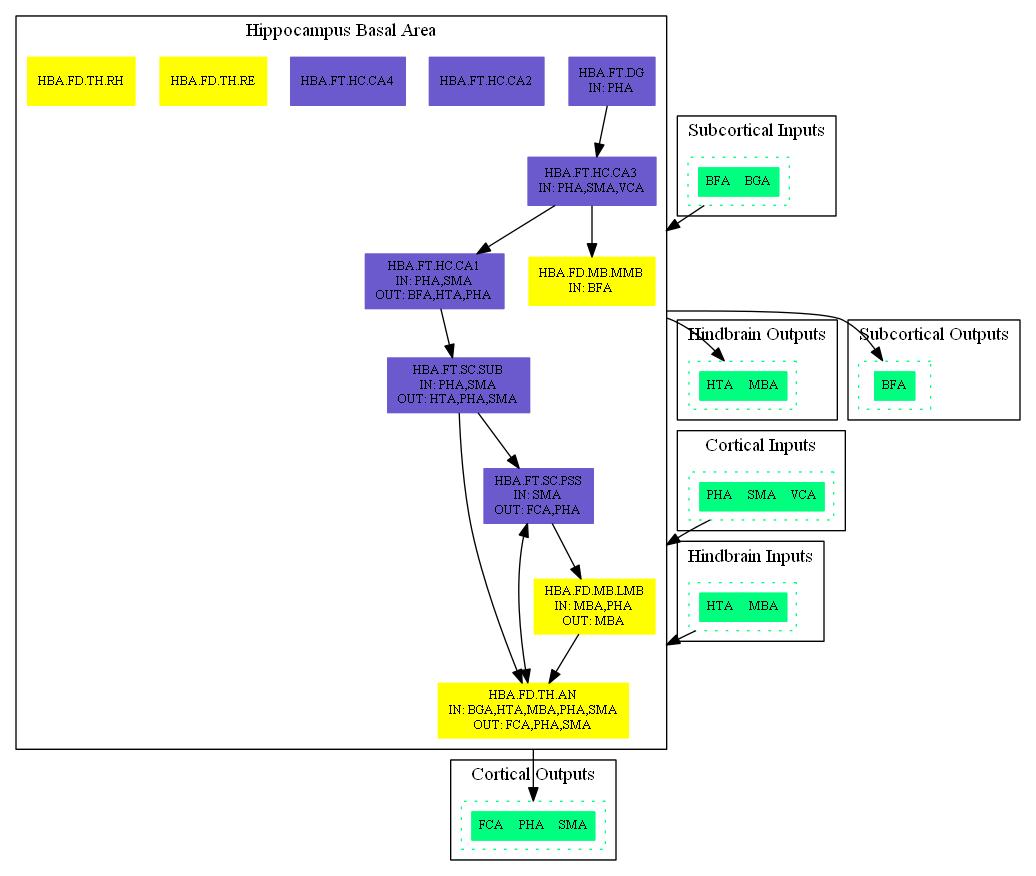 Hippocampus Basal Area
HBA.FD.TH.RH
HBA.FD.TH.RE
HBA.FT.HC.CA4
HBA.FT.HC.CA2
HBA.FT.DG
IN: PHA
HBA.FT.HC.CA3
IN: PHA,SMA,VCA
Subcortical Inputs
BFA BGA
HBA.FT.HC.CA1
IN: PHA,SMA
OUT: BFA,HTA,PHA
HBA.FD.MB.MMB
IN: BFA
Hindbrain Outputs
HTA MBA
Subcortical Outputs
BFA
HBA.FT.SC.SUB
IN: PHA,SMA
OUT: HTA,PHA,SMA
Cortical Inputs
PHA SMA VCA
HBA.FT.SC.PSS
IN: SMA
OUT: FCA,PHA
Hindbrain Inputs
HTA MBA
HBA.FD.MB.LMB
IN: MBA,PHA
OUT: MBA
HBA.FD.TH.AN
IN: BGA,HTA,MBA,PHA,SMA
OUT: FCA,PHA,SMA
Cortical Outputs
FCA PHA SMA